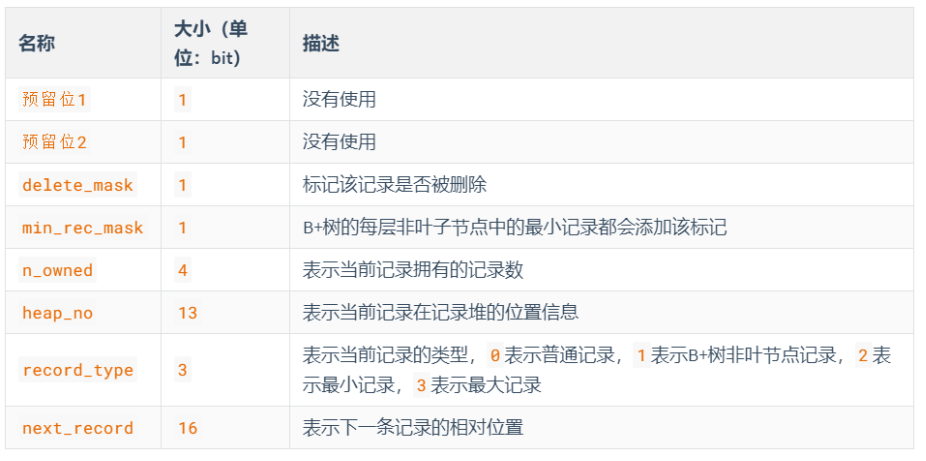 名称 大小（单位：bit） 描述
预留位1 1 没有使用
预留位2 1 没有使用
delete_mask 1 标记该记录是否被删除
min_rec_mask 1 B+树的每层非叶子节点中的最小记录都会添加该标记
n_owned 4 表示当前记录拥有的记录数
heap_no 13 表示当前记录在记录堆的位置信息
record_type 3 表示当前记录的类型，0表示普通记录，1表示B+树非叶节点记录，2表
示最小记录，3表示最大记录
next_record 16 表示下一条记录的相对位置